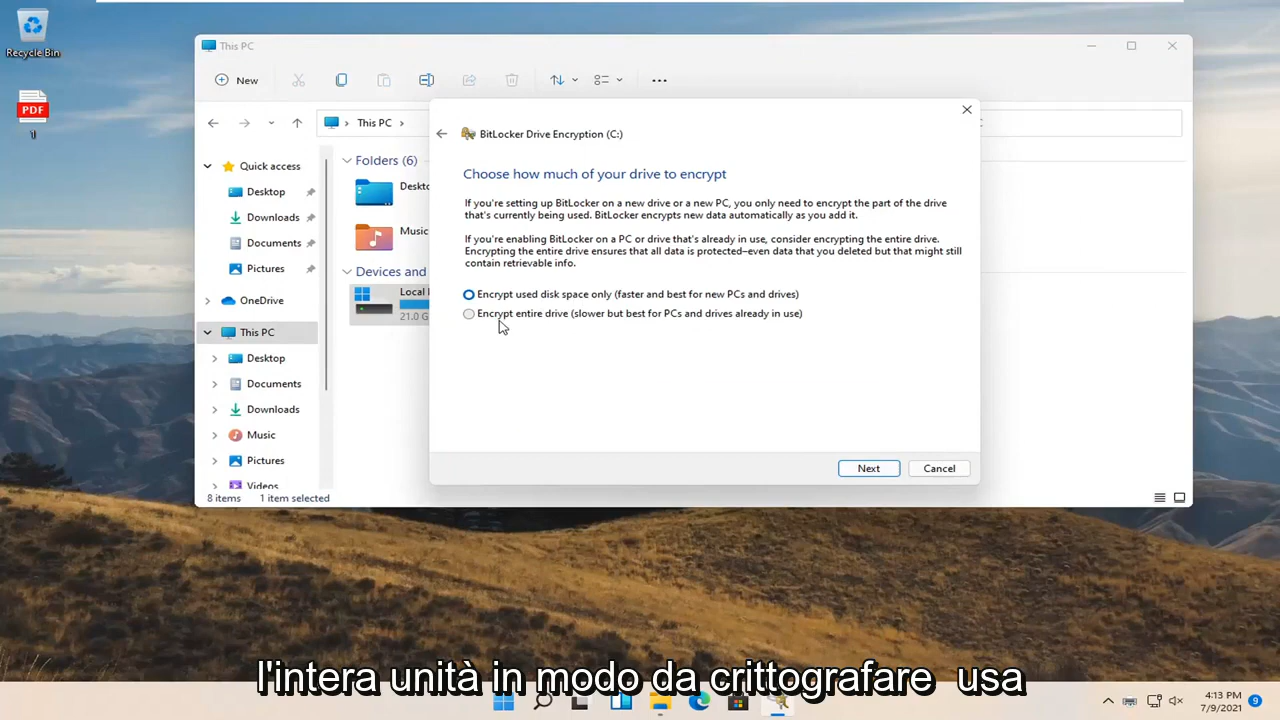 Recycle Bin
PDF
1
This PC
New
This PC
Folders (6)
Quick access
Desktop
Downloads
Documents
Pictures
OneDrive
This PC
Desktop
Documents
Downloads
Music
Pictures
Videos
Music
Devices and
Local
21.0 G
8 items
1 item selected
BitLocker Drive Encryption (C:)
Choose how much of your drive to encrypt
If you're setting up BitLocker on a new drive or a new PC, you only need to encrypt the part of the drive
that's currently being used. BitLocker encrypts new data automatically as you add it.
If you're enabling BitLocker on a PC or drive that's already in use, consider encrypting the entire drive.
Encrypting the entire drive ensures that all data is protected–even data that you deleted but that might still
contain retrievable info.
Encrypt used disk space only (faster and best for new PCs and drives)
Encrypt entire drive (slower but best for PCs and drives already in use)
Next
Cancel
l'intera unità in modo da crittografare usa
4:13 PM
7/9/2021
9